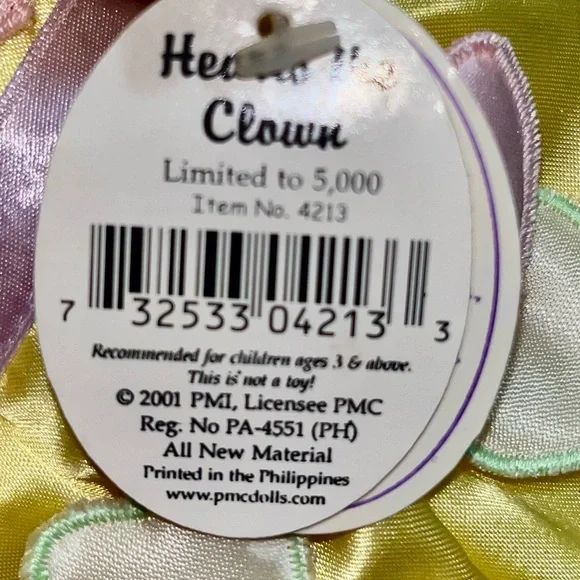 Clown
Limited to 5,000
Item No. 4213
7 32533 04213 3
Recommended for children ages 3 & above.
This is not a toy!
© 2001 PMI, Licensee PMC
Reg. No PA-4551 (PH)
All New Material
Printed in the Philippines
www.pmcdolls.com